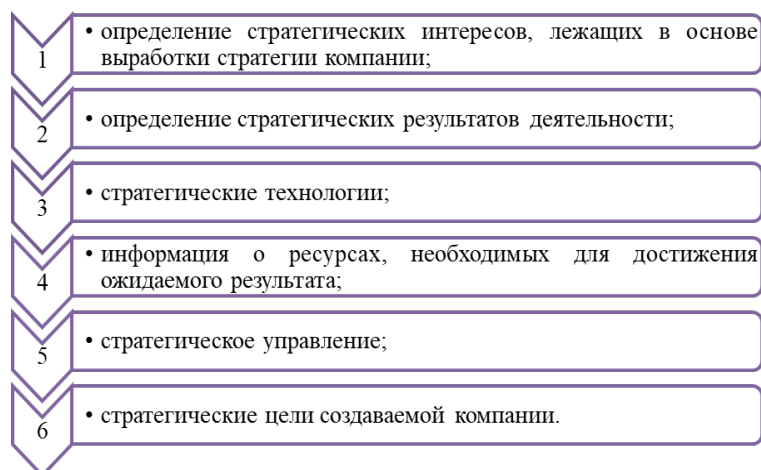 1
• определение стратегических интересов, лежащих в основе
выработки стратегии компании;
2
• определение стратегических результатов деятельности;
3
• стратегические технологии;
4
• информация о ресурсах, необходимых для достижения
ожидаемого результата;
5
• стратегическое управление;
6
• стратегические цели создаваемой компании.